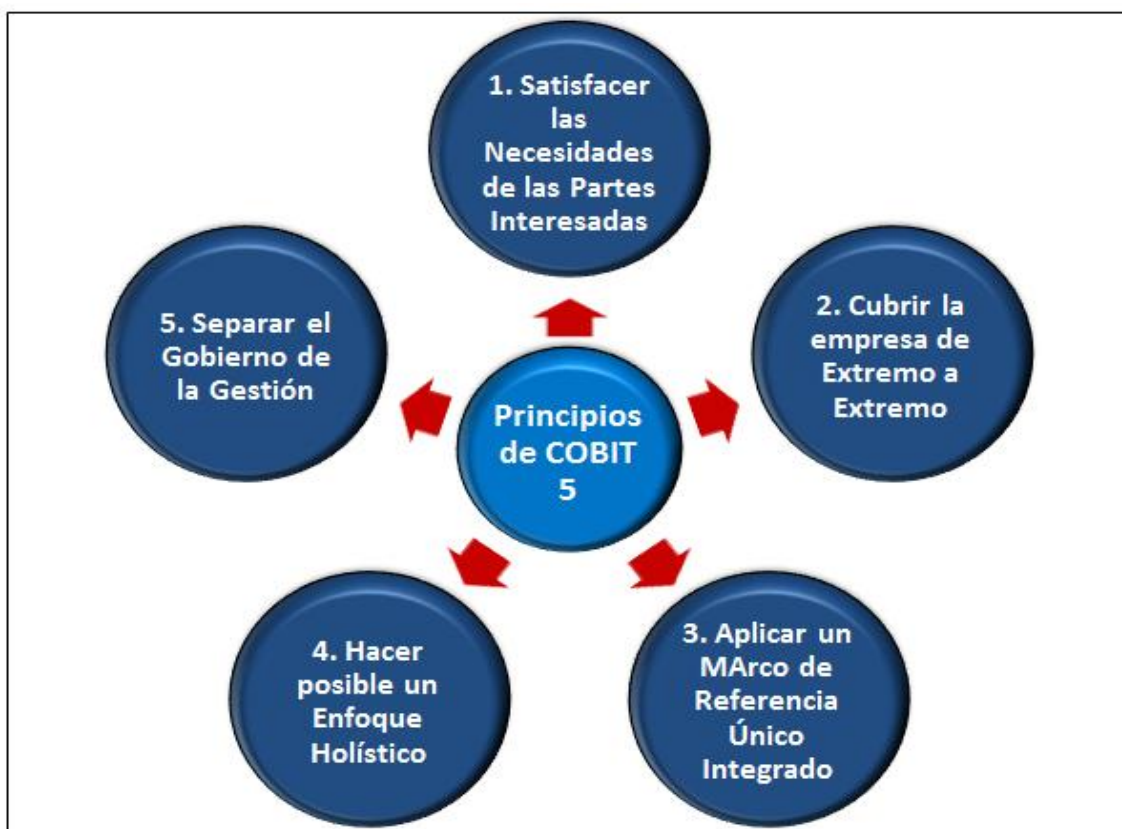 1. Satisfacer
las
Necesidades
de las Partes
Interesadas
2. Cubrir la
empresa de
Extremo a
Extremo
3. Aplicar un
MArco de
Referencia
Único
Integrado
4. Hacer
posible un
Enfoque
Holístico
5. Separar el
Gobierno de
la Gestión
Principios
de COBIT
5